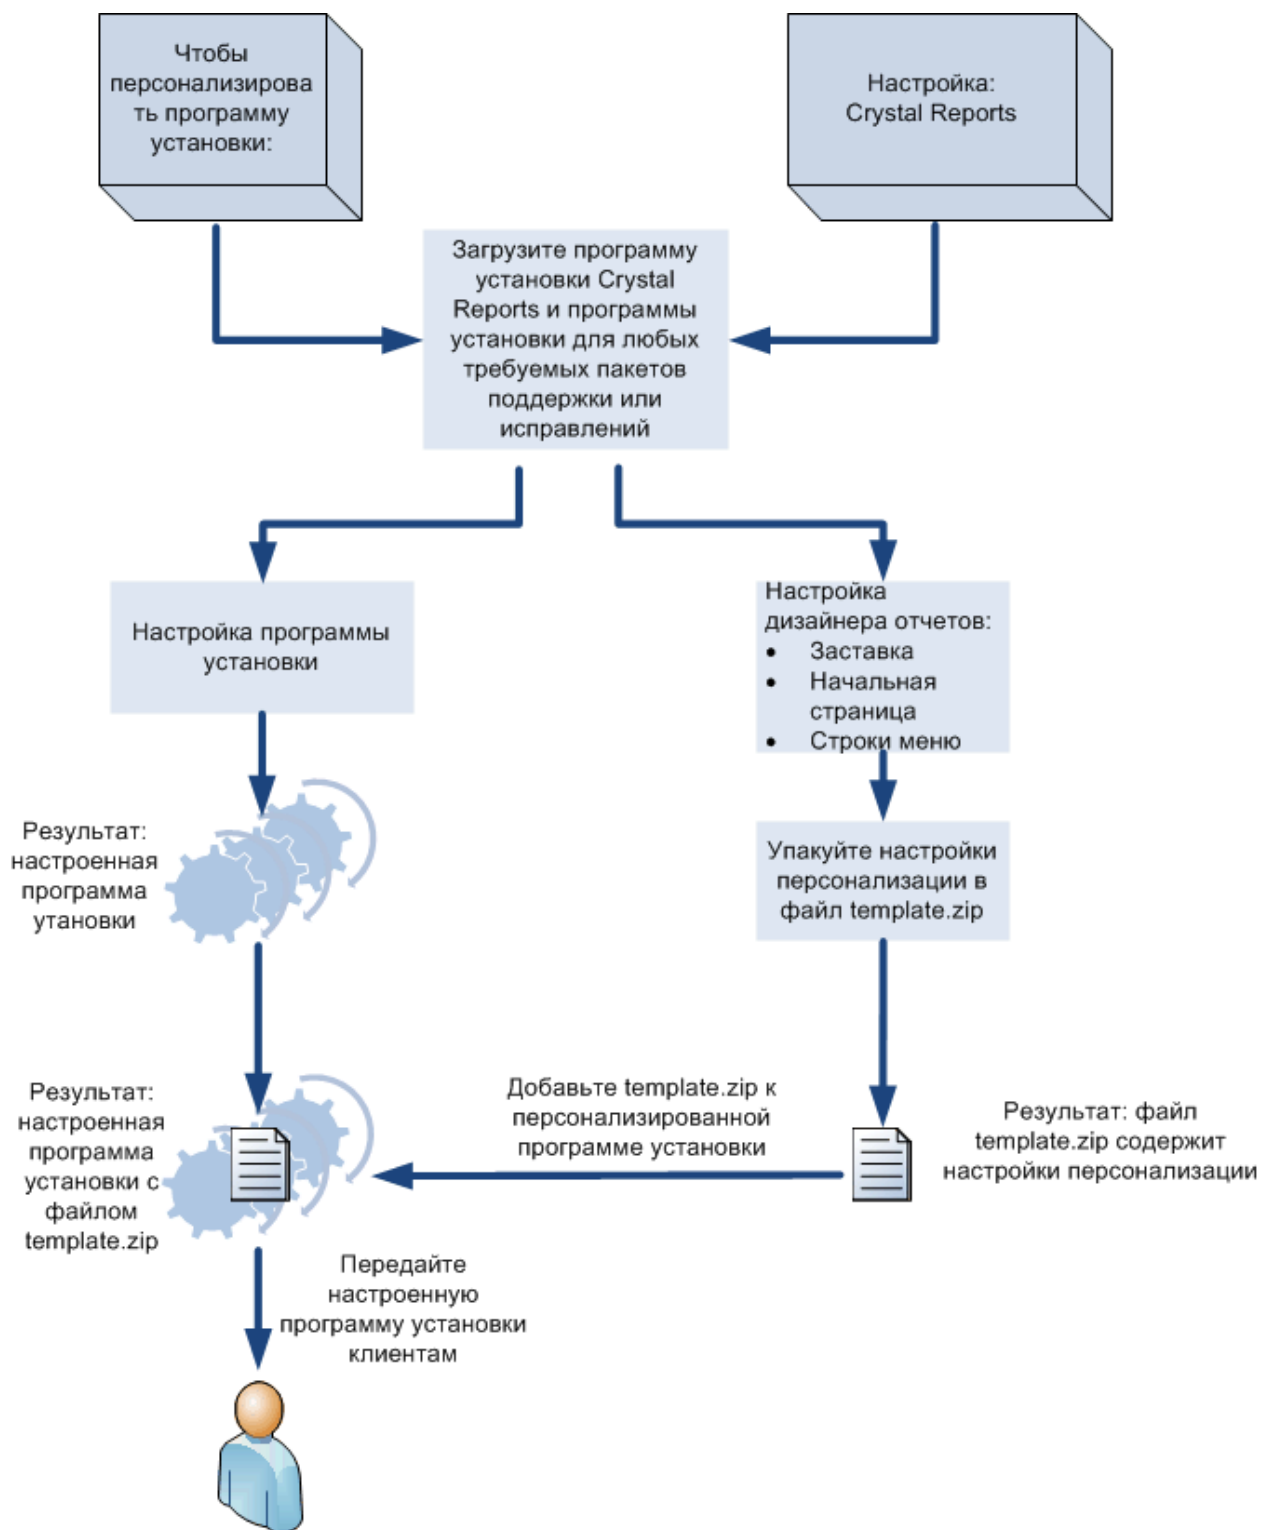 Чтобы
персонализирова
ть программу
установки:
Настройка:
Crystal Reports
Загрузите программу
установки Crystal
Reports и программы
установки для любых
требуемых пакетов
поддержки или
исправлений
Настройка программы
установки
Настройка
дизайнера отчетов:
• Заставка
• Начальная
страница
• Строки меню
Результат:
настроенная
программа
утановки
Упакуйте настройки
персонализации в
файл template.zip
Результат:
настроенная
программа
установки с
файлом
template.zip
Добавьте template.zip к
персонализированной
программе установки
Результат: файл
template.zip содержит
настройки персонализации
Передайте
настроенную
программу установки
клиентам